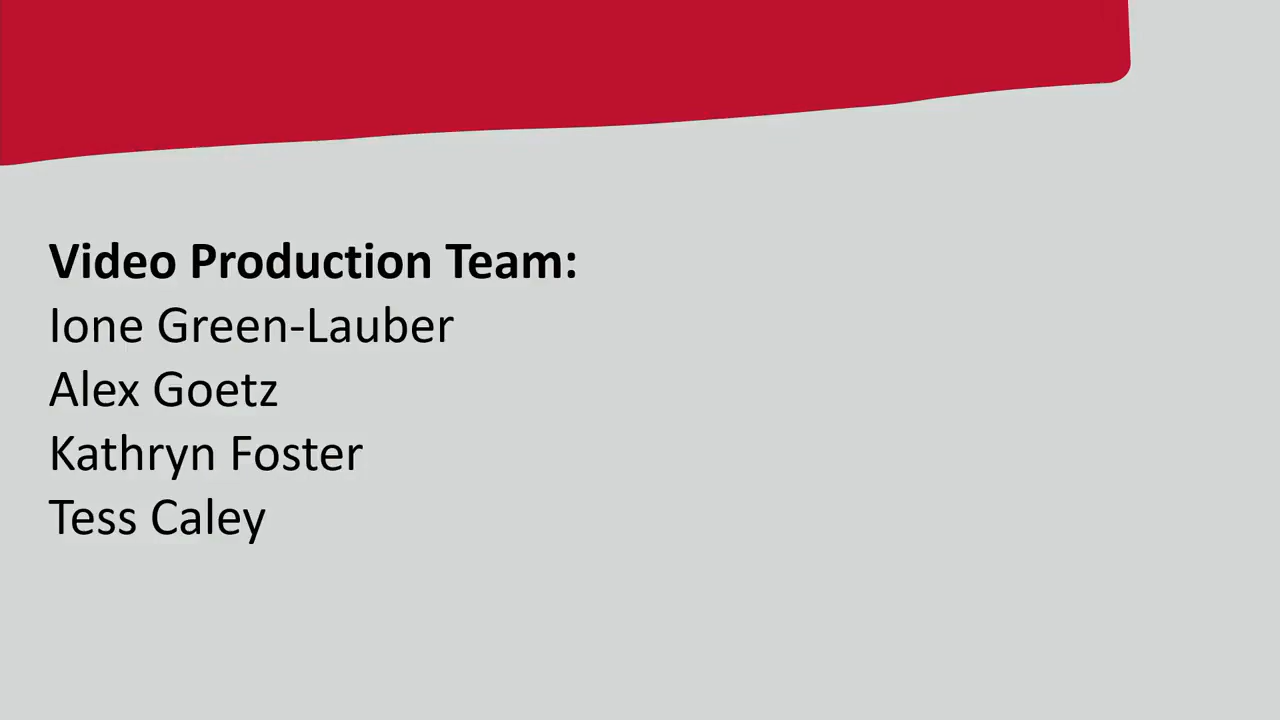 Video Production Team:
Ione Green-Lauber
Alex Goetz
Kathryn Foster
Tess Caley